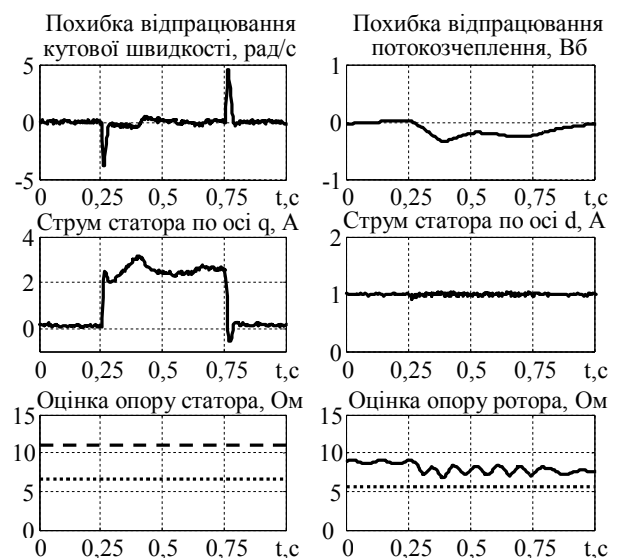 Похибка відпрацювання
кутової швидкості, рад/с
5
0
-5
0 0,25 0,5 0,75 t,c
Похибка відпрацювання
потокозчеплення, Вб
1
0
-1
0 0,25 0,5 0,75 t,c
Струм статора по осі q, А
4
2
0
0 0,25 0,5 0,75 t,c
Струм статора по осі d, А
2
1
0
0 0,25 0,5 0,75 t,c
Оцінка опору статора, Ом
15
10
5
0
0 0,25 0,5 0,75 t,c
Оцінка опору ротора, Ом
15
10
5
0
0 0,25 0,5 0,75 t,c